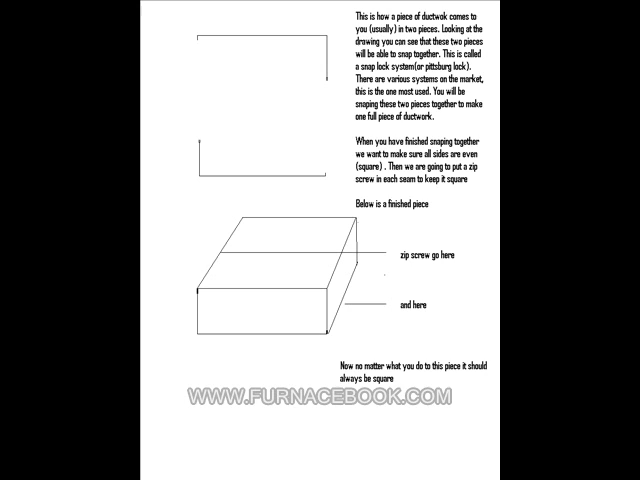 This is how a piece of ductwok comes to
you (usually) in two pieces. Looking at the
drawing you can see that these two pieces
will be able to snap together. This is called
a snap lock system(or pittsburg lock).
There are various systems on the market,
this is the one most used. You will be
snaping these two pieces together to make
one full piece of ductwork.
When you have finished snaping together
we want to make sure all sides are even
(square) . Then we are going to put a zip
screw in each seam to keep it square
Below is a finished piece
zip screw go here
and here
Now no matter what you do to this piece it should
always be square
WWW.FURNACEBOOK.COM